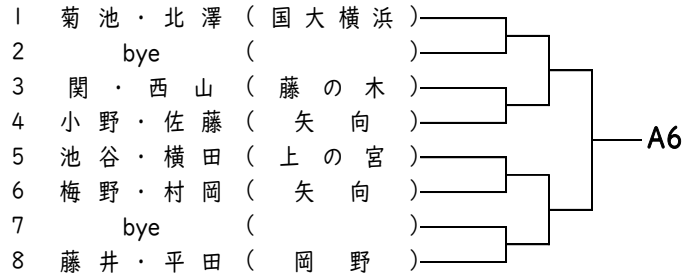 1 菊池・北澤 (国大横浜)
2 bye ( )
3 関・西山 (藤の木)
4 小野・佐藤 (矢向)
5 池谷・横田 (上の宮)
6 梅野・村岡 (矢向)
7 bye ( )
8 藤井・平田 (岡野)
A6